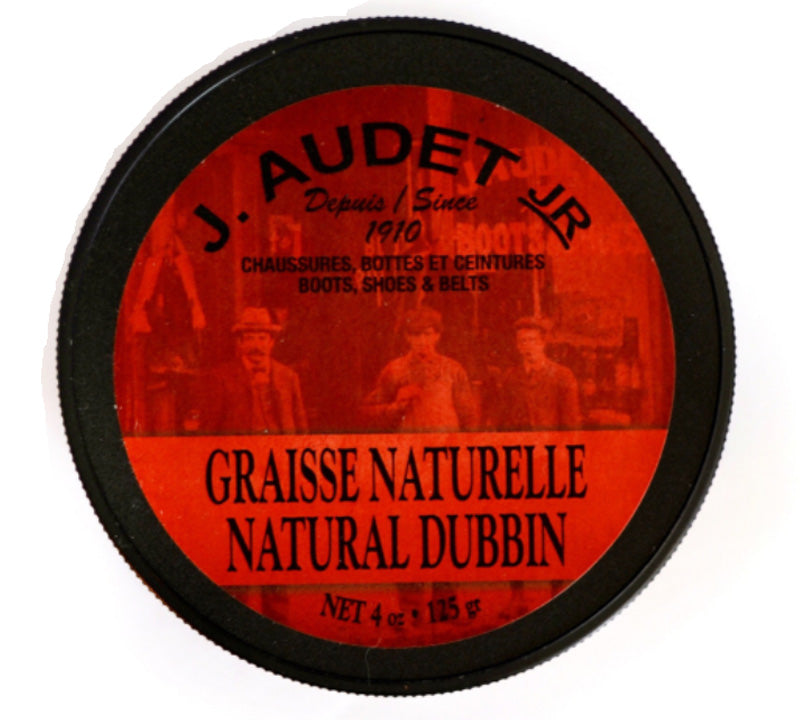 J. AUDET JR
Depuis / Since
1910
CHAUSSURES, BOTTES ET CEINTURES
BOOTS, SHOES & BELTS
GRAISSE NATURELLE
NATURAL DUBBIN
NET 4 oz • 125 gr